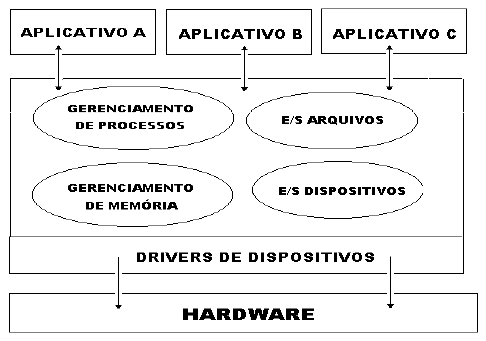 APLICATIVO A
APLICATIVO B
APLICATIVO C
GERENCIAMENTO
DE PROCESSOS
E/S ARQUIVOS
GERENCIAMENTO
DE MEMÓRIA
E/S DISPOSITIVOS
DRIVERS DE DISPOSITIVOS
HARDWARE